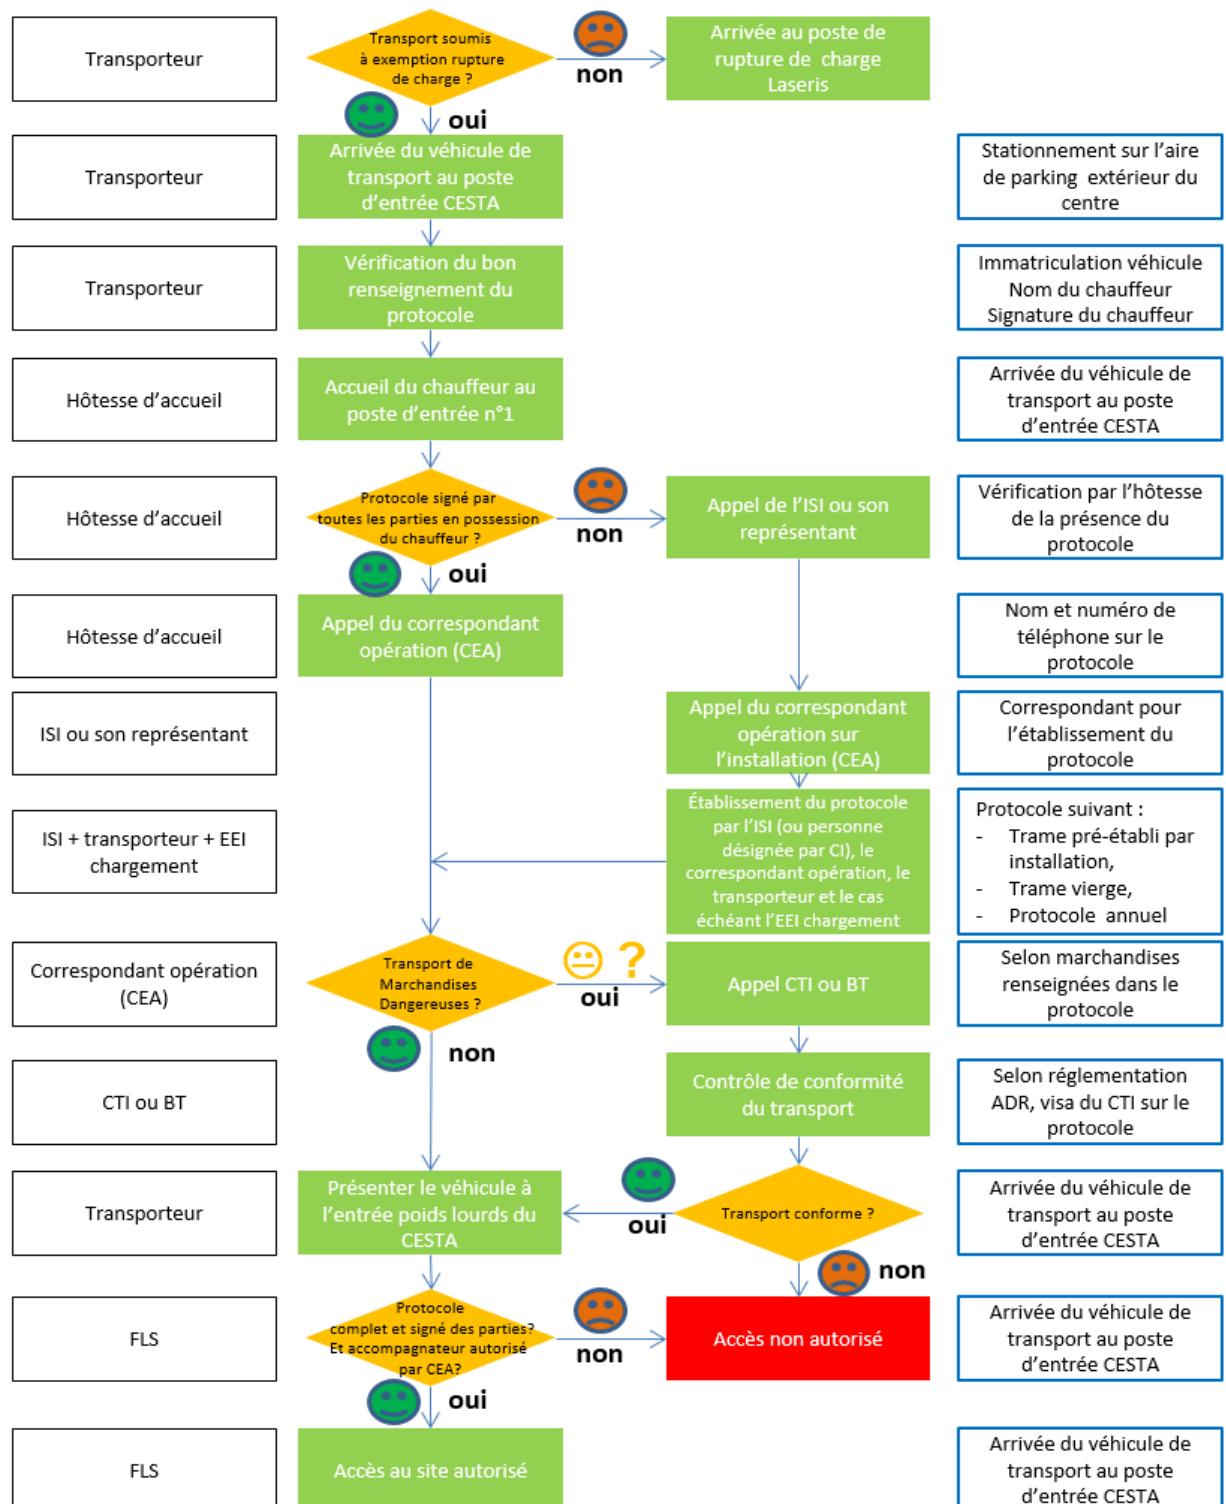 Transporteur
Transport soumis
à exemption rupture
de charge ?
non
Arrivée au poste de
rupture de charge
Laseris
oui
Transporteur
Arrivée du véhicule de
transport au poste
d'entrée CESTA
Stationnement sur l'aire
de parking extérieur du
centre
Transporteur
Vérification du bon
renseignement du
protocole
Immatriculation véhicule
Nom du chauffeur
Signature du chauffeur
Hôtesse d'accueil
Accueil du chauffeur au
poste d'entrée n°1
Arrivée du véhicule de
transport au poste
d'entrée CESTA
Hôtesse d'accueil
Protocole signé par
toutes les parties en possession
du chauffeur ?
non
Appel de l'ISI ou son
représentant
Vérification par l'hôtesse
de la présence du
protocole
oui
Hôtesse d'accueil
Appel du correspondant
opération (CEA)
Nom et numéro de
téléphone sur le
protocole
ISI ou son représentant
Appel du correspondant
opération sur
l'installation (CEA)
Correspondant pour
l'établissement du
protocole
ISI + transporteur + EEI
chargement
Établissement du protocole
par l'ISI (ou personne
désignée par CI), le
correspondant opération, le
transporteur et le cas
échéant l'EEI chargement
Protocole suivant :
- Trame pré-établi par
installation,
- Trame vierge,
- Protocole annuel
Correspondant opération
(CEA)
Transport de
Marchandises
Dangereuses ?
?
oui
Appel CTI ou BT
Selon marchandises
renseignées dans le
protocole
non
CTI ou BT
Contrôle de conformité
du transport
Selon réglementation
ADR, visa du CTI sur le
protocole
Transporteur
Présenter le véhicule à
l'entrée poids lourds du
CESTA
oui
Transport conforme ?
Arrivée du véhicule de
transport au poste
d'entrée CESTA
non
FLS
Protocole
complet et signé des parties?
Et accompagnateur autorisé
par CEA?
non
Accès non autorisé
Arrivée du véhicule de
transport au poste
d'entrée CESTA
oui
FLS
Accès au site autorisé
Arrivée du véhicule de
transport au poste
d'entrée CESTA